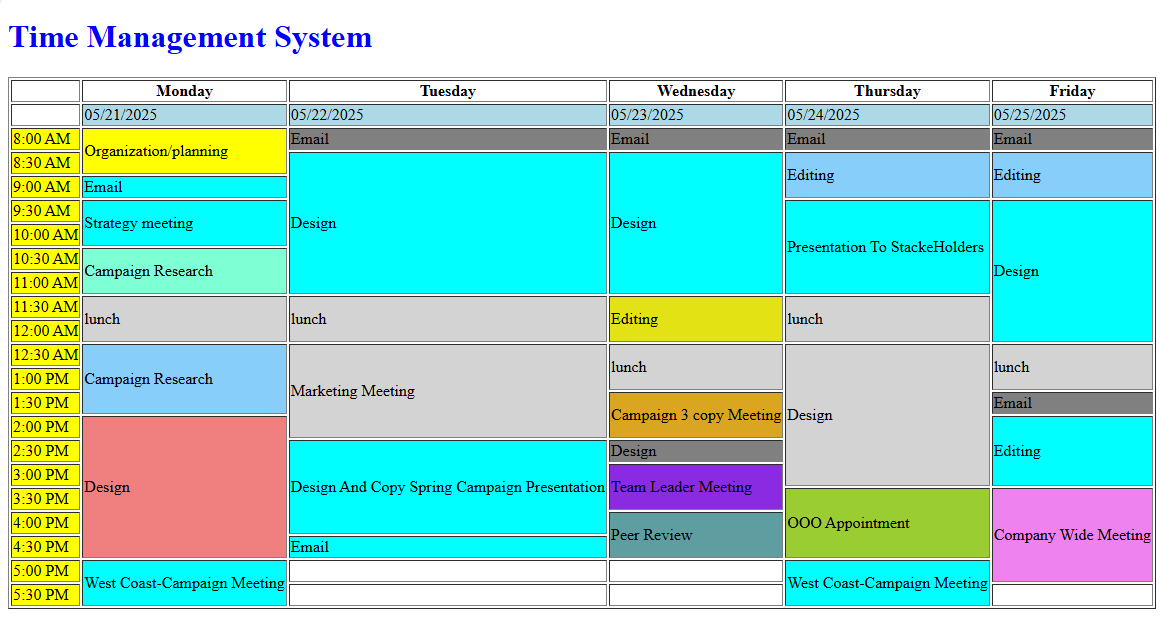 Time Management System
Monday Tuesday Wednesday Thursday Friday
05/21/2025 05/22/2025 05/23/2025 05/24/2025 05/25/2025
8:00 AM Organization/planning Email Email Email Email
8:30 AM Design Design Editing Editing
9:00 AM Email
9:30 AM Strategy meeting Presentation To StackeHolders Design
10:00 AM
10:30 AM Campaign Research
11:00 AM
11:30 AM lunch lunch Editing lunch
12:00 AM
12:30 AM Campaign Research Marketing Meeting lunch Design lunch
1:00 PM
1:30 PM Campaign 3 copy Meeting Email
2:00 PM Design Editing
2:30 PM Design And Copy Spring Campaign Presentation Design
3:00 PM Team Leader Meeting
3:30 PM OOO Appointment Company Wide Meeting
4:00 PM Peer Review
4:30 PM Email
5:00 PM West Coast-Campaign Meeting West Coast-Campaign Meeting
5:30 PM